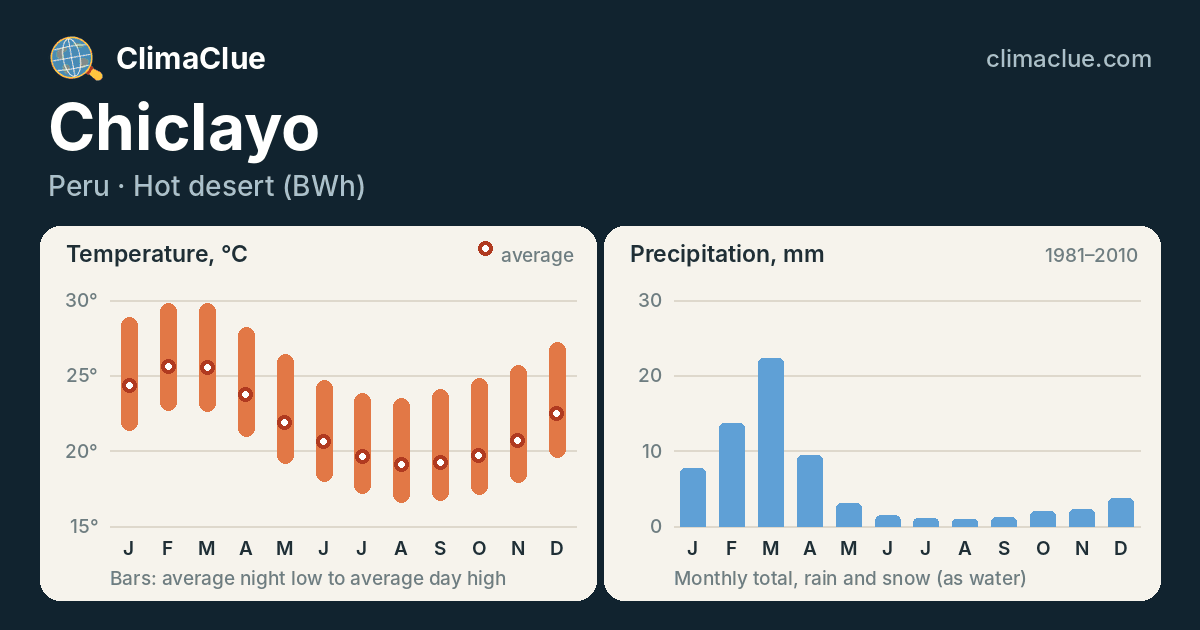 ClimaClue
climaclue.com
Chiclayo
Peru · Hot desert (BWh)
Temperature, °C
average
30°
25°
20°
15°
J F M A M J J A S O N D
Bars: average night low to average day high
Precipitation, mm
1981–2010
30
20
10
0
J F M A M J J A S O N D
Monthly total, rain and snow (as water)